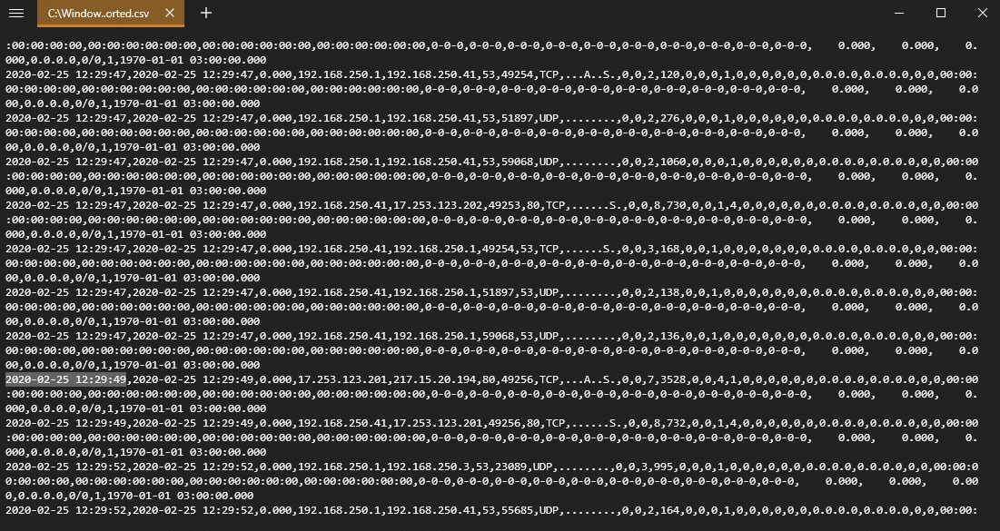 C:\Window..orted.csv
:00:00:00:00,00:00:00:00:00:00,00:00:00:00:00:00,00:00:00:00:00:00,0-0-0,0-0-0,0-0-0,0-0-0,0-0-0,0-0-0,0-0-0,0-0-0,0-0-0,0-0-0,    0.000,    0.000,    0.
000,0.0.0.0,0/0,1,1970-01-01 03:00:00.000
2020-02-25 12:29:47,2020-02-25 12:29:47,0.000,192.168.250.1,192.168.250.41,53,49254,TCP,...A..S.,0,0,2,120,0,0,0,1,0,0,0,0,0,0,0,0.0.0.0,0.0.0.0,0,0,00:00:
00:00:00:00,00:00:00:00:00:00,00:00:00:00:00:00,00:00:00:00:00:00,0-0-0,0-0-0,0-0-0,0-0-0,0-0-0,0-0-0,0-0-0,0-0-0,0-0-0,0-0-0,    0.000,    0.000,    0.0
00,0.0.0.0,0/0,1,1970-01-01 03:00:00.000
2020-02-25 12:29:47,2020-02-25 12:29:47,0.000,192.168.250.1,192.168.250.41,53,51897,UDP,........,0,0,2,276,0,0,0,1,0,0,0,0,0,0,0,0.0.0.0,0.0.0.0,0,0,00:00:
00:00:00:00,00:00:00:00:00:00,00:00:00:00:00:00,00:00:00:00:00:00,0-0-0,0-0-0,0-0-0,0-0-0,0-0-0,0-0-0,0-0-0,0-0-0,0-0-0,0-0-0,    0.000,    0.000,    0.0
00,0.0.0.0,0/0,1,1970-01-01 03:00:00.000
2020-02-25 12:29:47,2020-02-25 12:29:47,0.000,192.168.250.1,192.168.250.41,53,59068,UDP,........,0,0,2,1060,0,0,0,1,0,0,0,0,0,0,0,0.0.0.0,0.0.0.0,0,0,00:00
:00:00:00:00,00:00:00:00:00:00,00:00:00:00:00:00,00:00:00:00:00:00,0-0-0,0-0-0,0-0-0,0-0-0,0-0-0,0-0-0,0-0-0,0-0-0,0-0-0,0-0-0,    0.000,    0.000,    0.
000,0.0.0.0,0/0,1,1970-01-01 03:00:00.000
2020-02-25 12:29:47,2020-02-25 12:29:47,0.000,192.168.250.41,17.253.123.202,49253,80,TCP,......S.,0,0,8,730,0,0,1,4,0,0,0,0,0,0,0,0.0.0.0,0.0.0.0,0,0,00:00
:00:00:00:00,00:00:00:00:00:00,00:00:00:00:00:00,00:00:00:00:00:00,0-0-0,0-0-0,0-0-0,0-0-0,0-0-0,0-0-0,0-0-0,0-0-0,0-0-0,0-0-0,    0.000,    0.000,    0.
000,0.0.0.0,0/0,1,1970-01-01 03:00:00.000
2020-02-25 12:29:47,2020-02-25 12:29:47,0.000,192.168.250.41,192.168.250.1,49254,53,TCP,......S.,0,0,3,168,0,0,1,0,0,0,0,0,0,0,0,0.0.0.0,0.0.0.0,0,0,00:00:
00:00:00:00,00:00:00:00:00:00,00:00:00:00:00:00,00:00:00:00:00:00,0-0-0,0-0-0,0-0-0,0-0-0,0-0-0,0-0-0,0-0-0,0-0-0,0-0-0,0-0-0,    0.000,    0.000,    0.0
00,0.0.0.0,0/0,1,1970-01-01 03:00:00.000
2020-02-25 12:29:47,2020-02-25 12:29:47,0.000,192.168.250.41,192.168.250.1,51897,53,UDP,........,0,0,2,138,0,0,1,0,0,0,0,0,0,0,0,0.0.0.0,0.0.0.0,0,0,00:00:
00:00:00:00,00:00:00:00:00:00,00:00:00:00:00:00,00:00:00:00:00:00,0-0-0,0-0-0,0-0-0,0-0-0,0-0-0,0-0-0,0-0-0,0-0-0,0-0-0,0-0-0,    0.000,    0.000,    0.0
00,0.0.0.0,0/0,1,1970-01-01 03:00:00.000
2020-02-25 12:29:47,2020-02-25 12:29:47,0.000,192.168.250.41,192.168.250.1,59068,53,UDP,........,0,0,2,136,0,0,1,0,0,0,0,0,0,0,0,0.0.0.0,0.0.0.0,0,0,00:00:
00:00:00:00,00:00:00:00:00:00,00:00:00:00:00:00,00:00:00:00:00:00,0-0-0,0-0-0,0-0-0,0-0-0,0-0-0,0-0-0,0-0-0,0-0-0,0-0-0,0-0-0,    0.000,    0.000,    0.0
00,0.0.0.0,0/0,1,1970-01-01 03:00:00.000
2020-02-25 12:29:49,2020-02-25 12:29:49,0.000,17.253.123.201,217.15.20.194,80,49256,TCP,...A..S.,0,0,7,3528,0,0,4,1,0,0,0,0,0,0,0,0.0.0.0,0.0.0.0,0,0,00:00
:00:00:00:00,00:00:00:00:00:00,00:00:00:00:00:00,00:00:00:00:00:00,0-0-0,0-0-0,0-0-0,0-0-0,0-0-0,0-0-0,0-0-0,0-0-0,0-0-0,0-0-0,    0.000,    0.000,    0.
000,0.0.0.0,0/0,1,1970-01-01 03:00:00.000
2020-02-25 12:29:49,2020-02-25 12:29:49,0.000,192.168.250.41,17.253.123.201,49256,80,TCP,......S.,0,0,8,732,0,0,1,4,0,0,0,0,0,0,0,0.0.0.0,0.0.0.0,0,0,00:00
:00:00:00:00,00:00:00:00:00:00,00:00:00:00:00:00,00:00:00:00:00:00,0-0-0,0-0-0,0-0-0,0-0-0,0-0-0,0-0-0,0-0-0,0-0-0,0-0-0,0-0-0,    0.000,    0.000,    0.
000,0.0.0.0,0/0,1,1970-01-01 03:00:00.000
2020-02-25 12:29:52,2020-02-25 12:29:52,0.000,192.168.250.1,192.168.250.3,53,23089,UDP,........,0,0,3,995,0,0,0,1,0,0,0,0,0,0,0,0.0.0.0,0.0.0.0,0,0,00:00:0
0:00:00:00,00:00:00:00:00:00,00:00:00:00:00:00,00:00:00:00:00:00,0-0-0,0-0-0,0-0-0,0-0-0,0-0-0,0-0-0,0-0-0,0-0-0,0-0-0,0-0-0,    0.000,    0.000,    0.00
0,0.0.0.0,0/0,1,1970-01-01 03:00:00.000
2020-02-25 12:29:52,2020-02-25 12:29:52,0.000,192.168.250.1,192.168.250.41,53,55685,UDP,........,0,0,2,164,0,0,0,1,0,0,0,0,0,0,0,0.0.0.0,0.0.0.0,0,0,00:00: